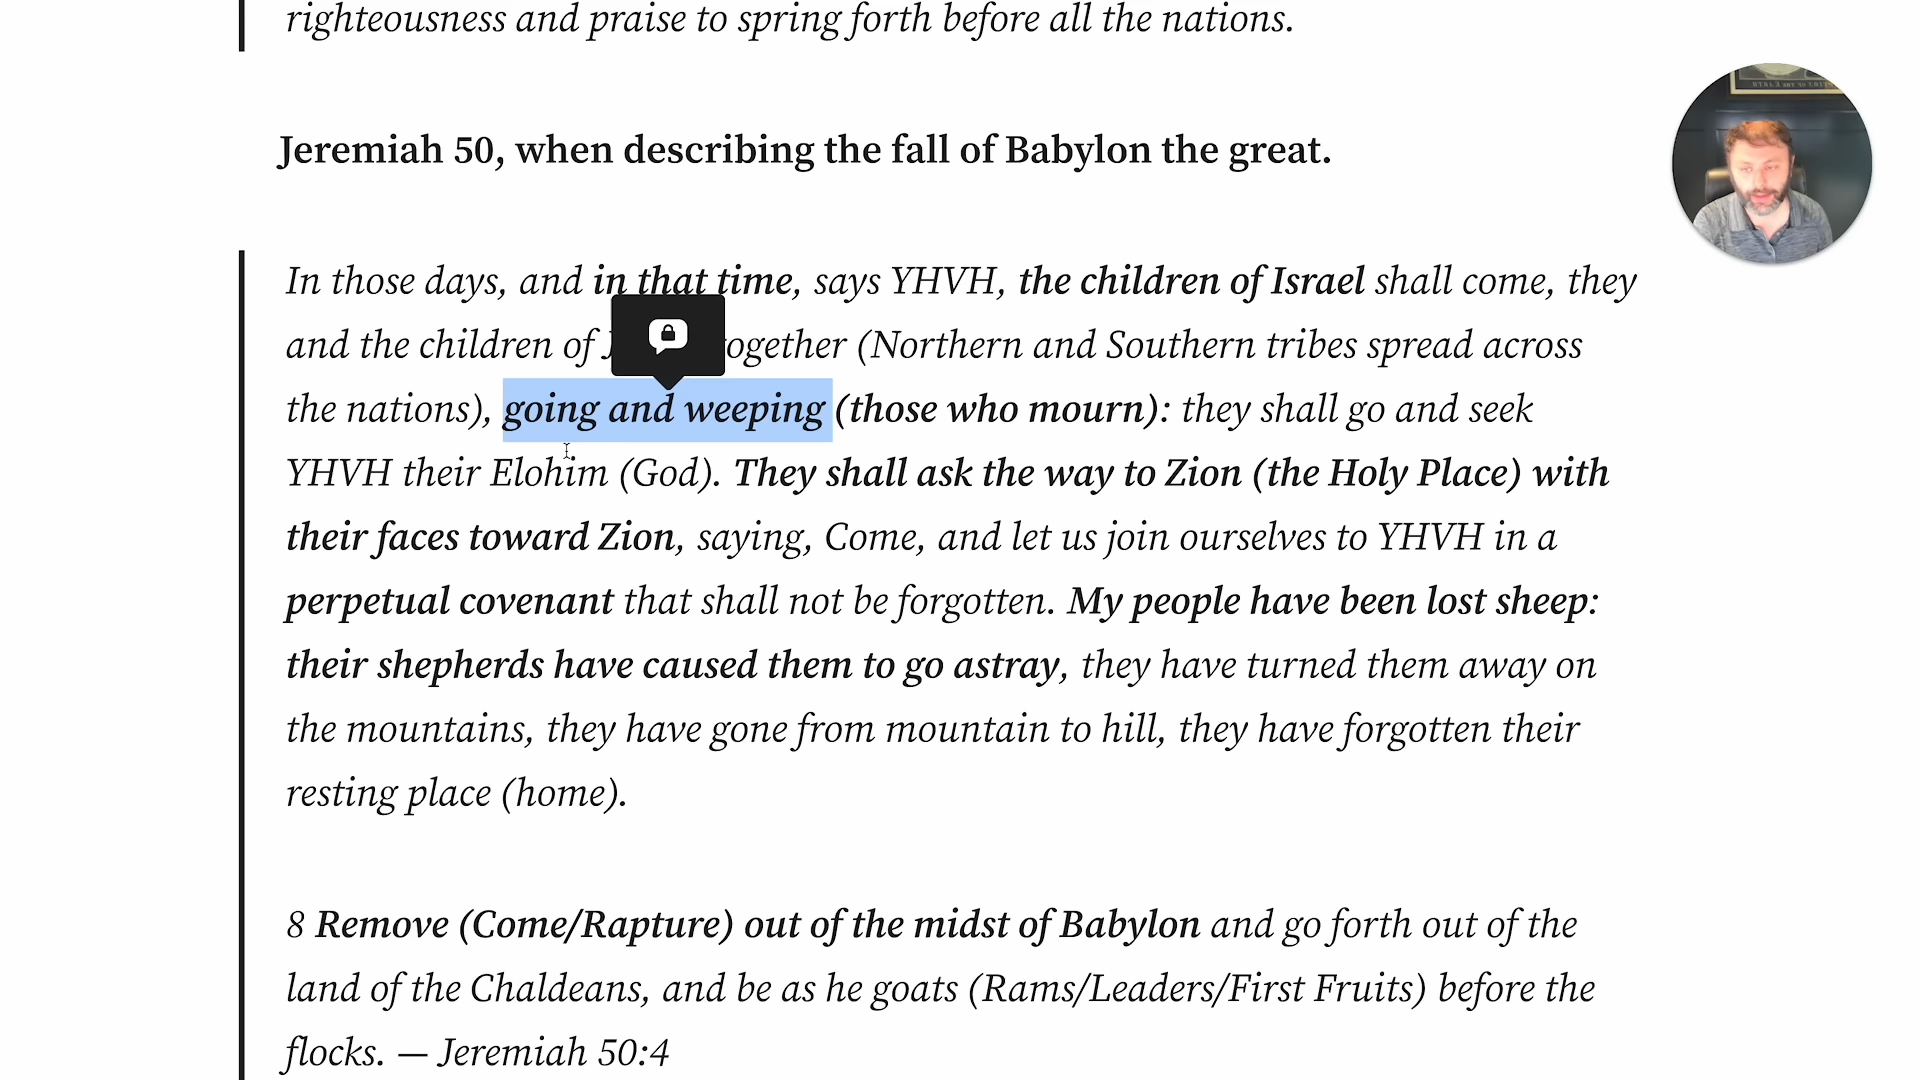 righteousness and praise to spring forth before all the nations.
Jeremiah 50, when describing the fall of Babylon the great.
In those days, and in that time, says YHVH, the children of Israel shall come, they
and the children of together (Northern and Southern tribes spread across
the nations), going and weeping (those who mourn): they shall go and seek
YHVH their Elohim (God). They shall ask the way to Zion (the Holy Place) with
their faces toward Zion, saying, Come, and let us join ourselves to YHVH in a
perpetual covenant that shall not be forgotten. My people have been lost sheep:
their shepherds have caused them to go astray, they have turned them away on
the mountains, they have gone from mountain to hill, they have forgotten their
resting place (home).
8 Remove (Come/Rapture) out of the midst of Babylon and go forth out of the
land of the Chaldeans, and be as he goats (Rams/Leaders/First Fruits) before the
flocks. — Jeremiah 50:4